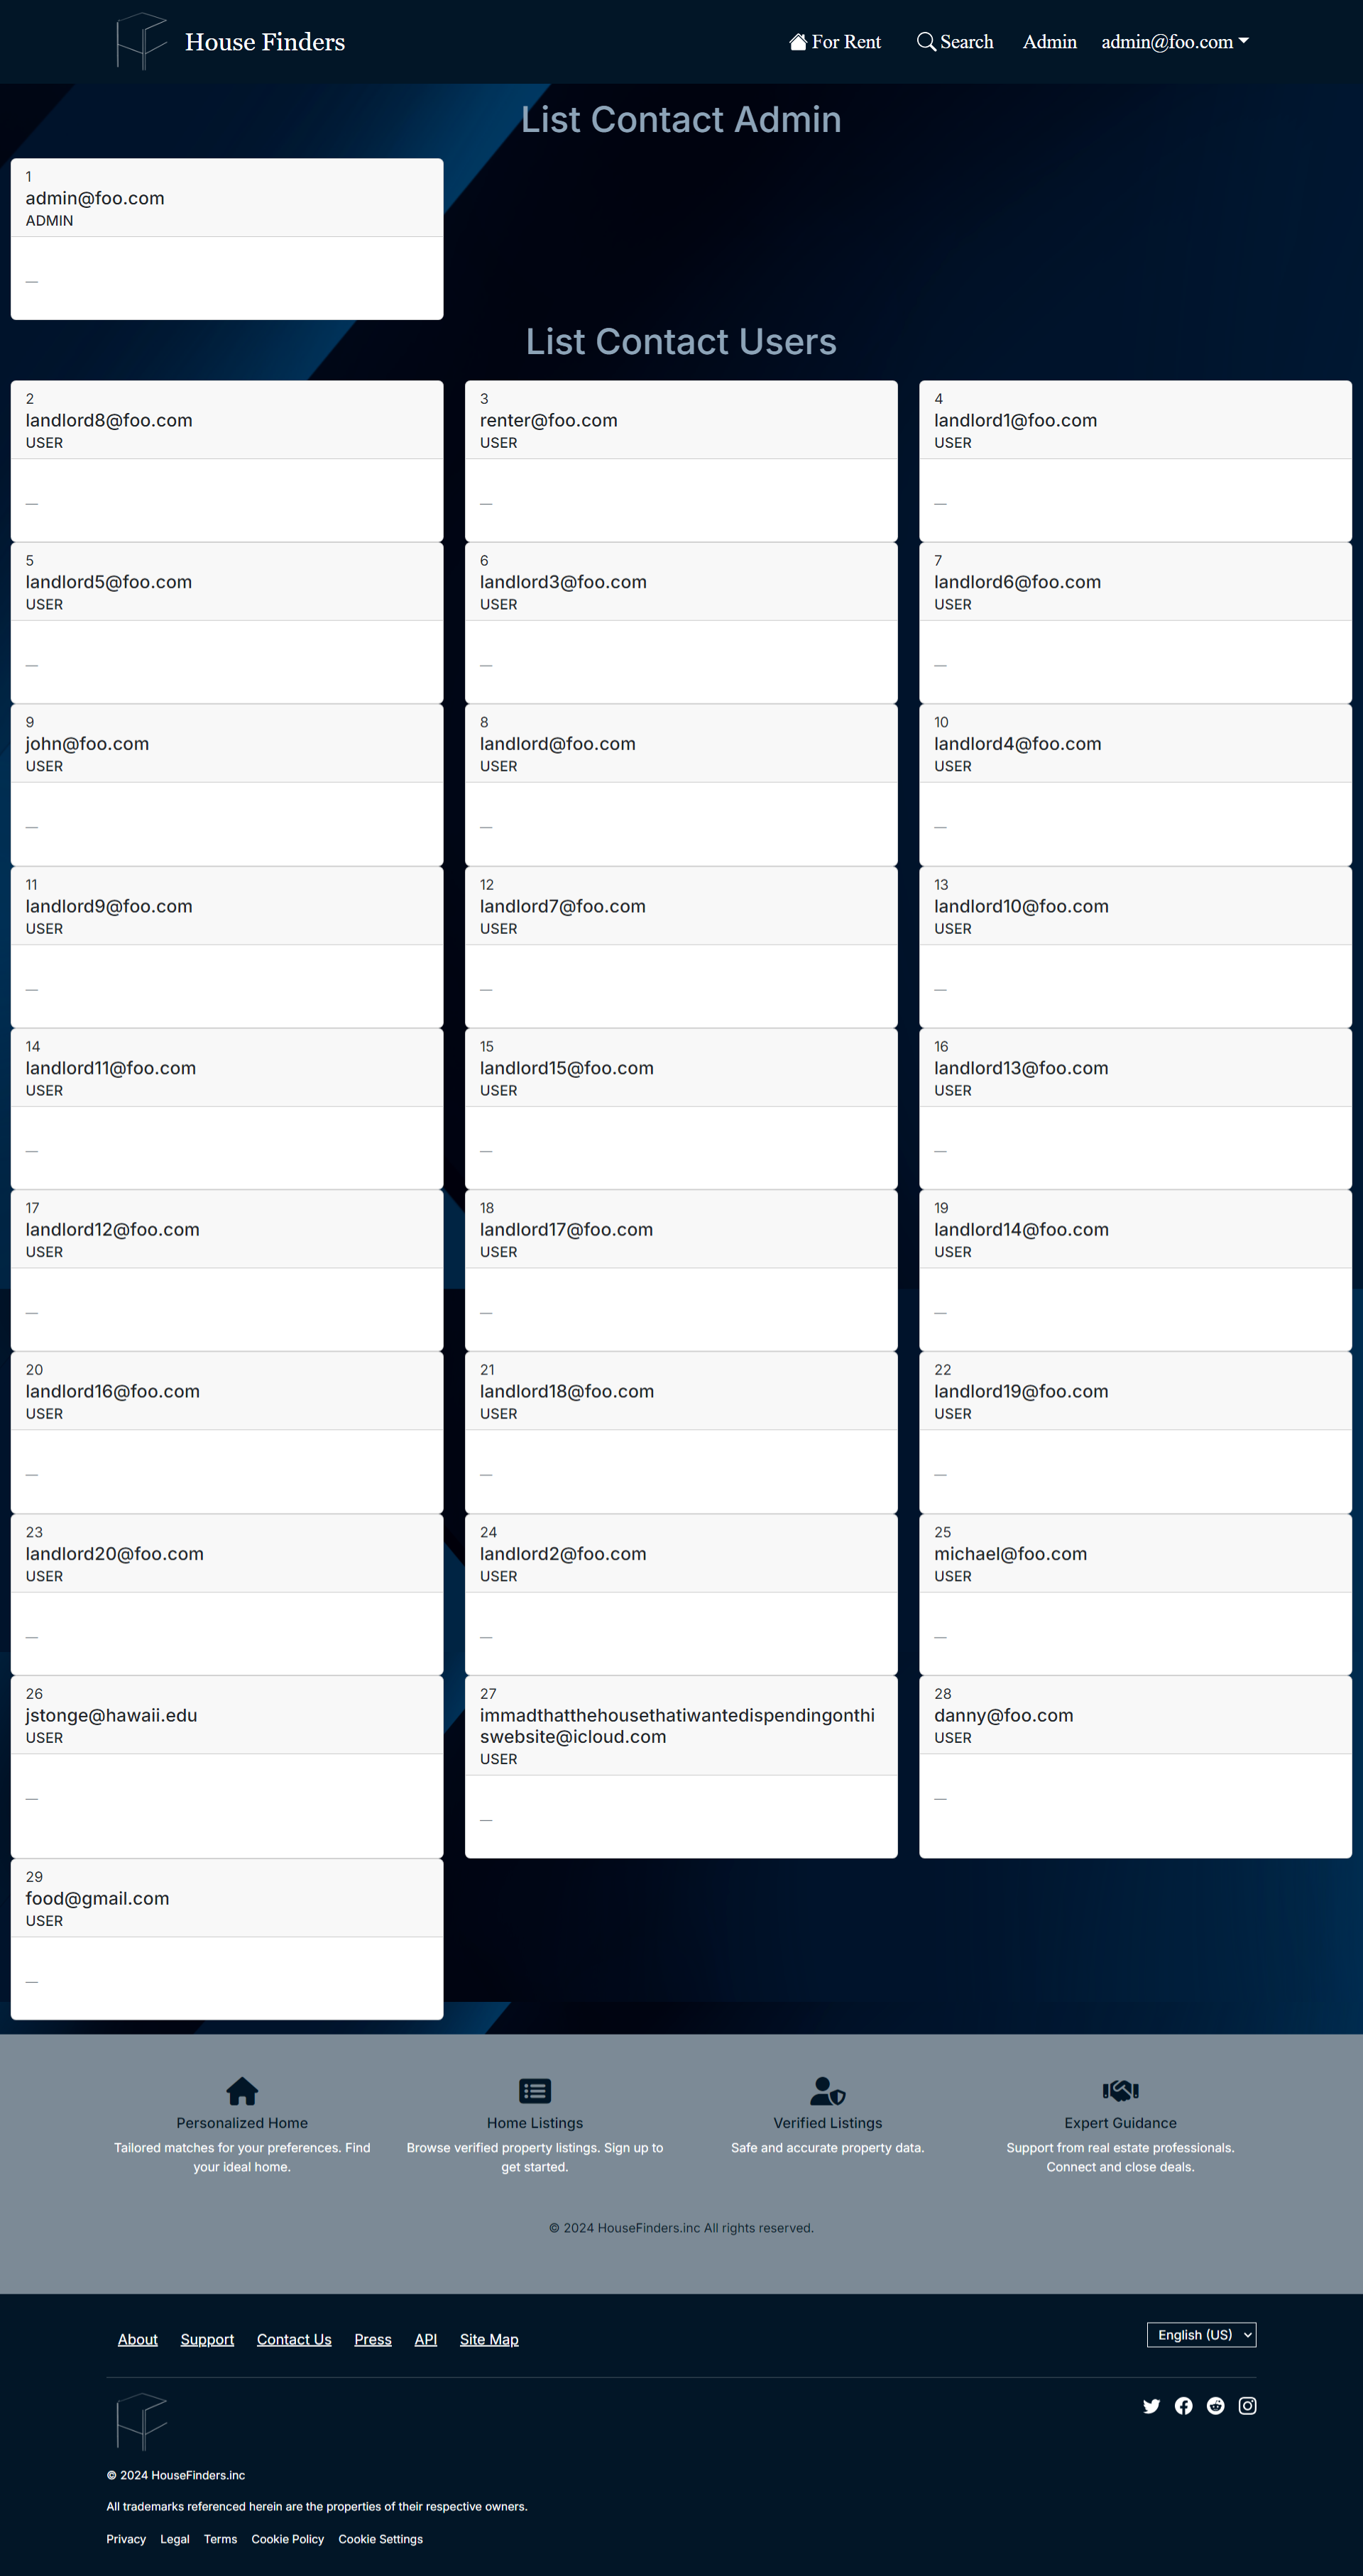 House Finders
For Rent
Search
Admin
admin@foo.com
List Contact Admin
1
admin@foo.com
ADMIN
—
List Contact Users
2
landlord8@foo.com
USER
—
3
renter@foo.com
USER
—
4
landlord1@foo.com
USER
—
5
landlord5@foo.com
USER
—
6
landlord3@foo.com
USER
—
7
landlord6@foo.com
USER
—
9
john@foo.com
USER
—
8
landlord@foo.com
USER
—
10
landlord4@foo.com
USER
—
11
landlord9@foo.com
USER
—
12
landlord7@foo.com
USER
—
13
landlord10@foo.com
USER
—
14
landlord11@foo.com
USER
—
15
landlord15@foo.com
USER
—
16
landlord13@foo.com
USER
—
17
landlord12@foo.com
USER
—
18
landlord17@foo.com
USER
—
19
landlord14@foo.com
USER
—
20
landlord16@foo.com
USER
—
21
landlord18@foo.com
USER
—
22
landlord19@foo.com
USER
—
23
landlord20@foo.com
USER
—
24
landlord2@foo.com
USER
—
25
michael@foo.com
USER
—
26
jstonge@hawaii.edu
USER
—
27
immadthatthehousethatiwantedispendingonthi
swebsite@icloud.com
USER
—
28
danny@foo.com
USER
—
29
food@gmail.com
USER
—
Personalized Home
Tailored matches for your preferences. Find
your ideal home.
Home Listings
Browse verified property listings. Sign up to
get started.
Verified Listings
Safe and accurate property data.
Expert Guidance
Support from real estate professionals.
Connect and close deals.
© 2024 HouseFinders.inc All rights reserved.
About
Support
Contact Us
Press
API
Site Map
English (US)
© 2024 HouseFinders.inc
All trademarks referenced herein are the properties of their respective owners.
Privacy
Legal
Terms
Cookie Policy
Cookie Settings